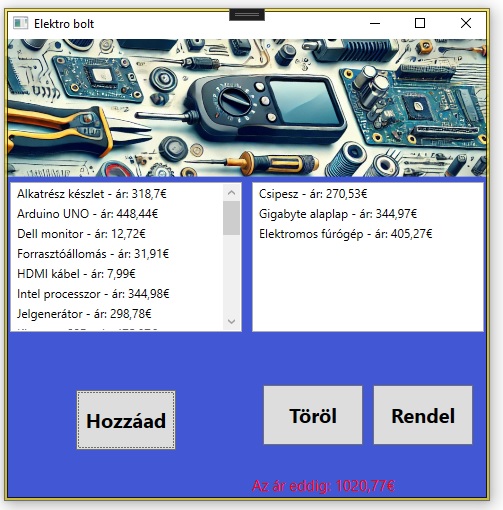 Elektro bolt
Alkatrész készlet - ár: 318,7€
Arduino UNO - ár: 448,44€
Dell monitor - ár: 12,72€
Forrasztóállomás - ár: 31,91€
HDMI kábel - ár: 7,99€
Intel processzor - ár: 344,98€
Jelgenerátor - ár: 298,78€
Csipesz - ár: 270,53€
Gigabyte alaplap - ár: 344,97€
Elektromos fúrógép - ár: 405,27€
Hozzáad
Töröl
Rendel
Az ár eddig: 1020,77€